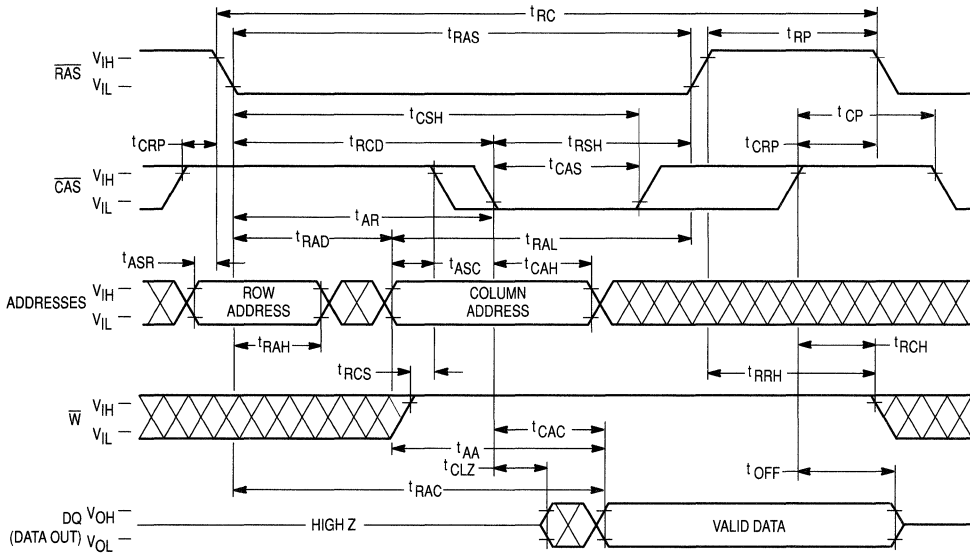 tRC
tRAS
tRP
RAS
VIH
VIL
tCSH
tCP
tCRP
tRCD
tRSH
tCRP
tCAS
CAS
VIH
VIL
tAR
tRAD
tRAL
tASR
tASC
tCAH
ADDRESSES
VIH
VIL
ROW
ADDRESS
COLUMN
ADDRESS
tRAH
tRCH
tRCS
tRRH
W
VIH
VIL
tCAC
tAA
tCLZ
tOFF
tRAC
DQ
(DATA OUT)
VOH
VOL
HIGH Z
VALID DATA